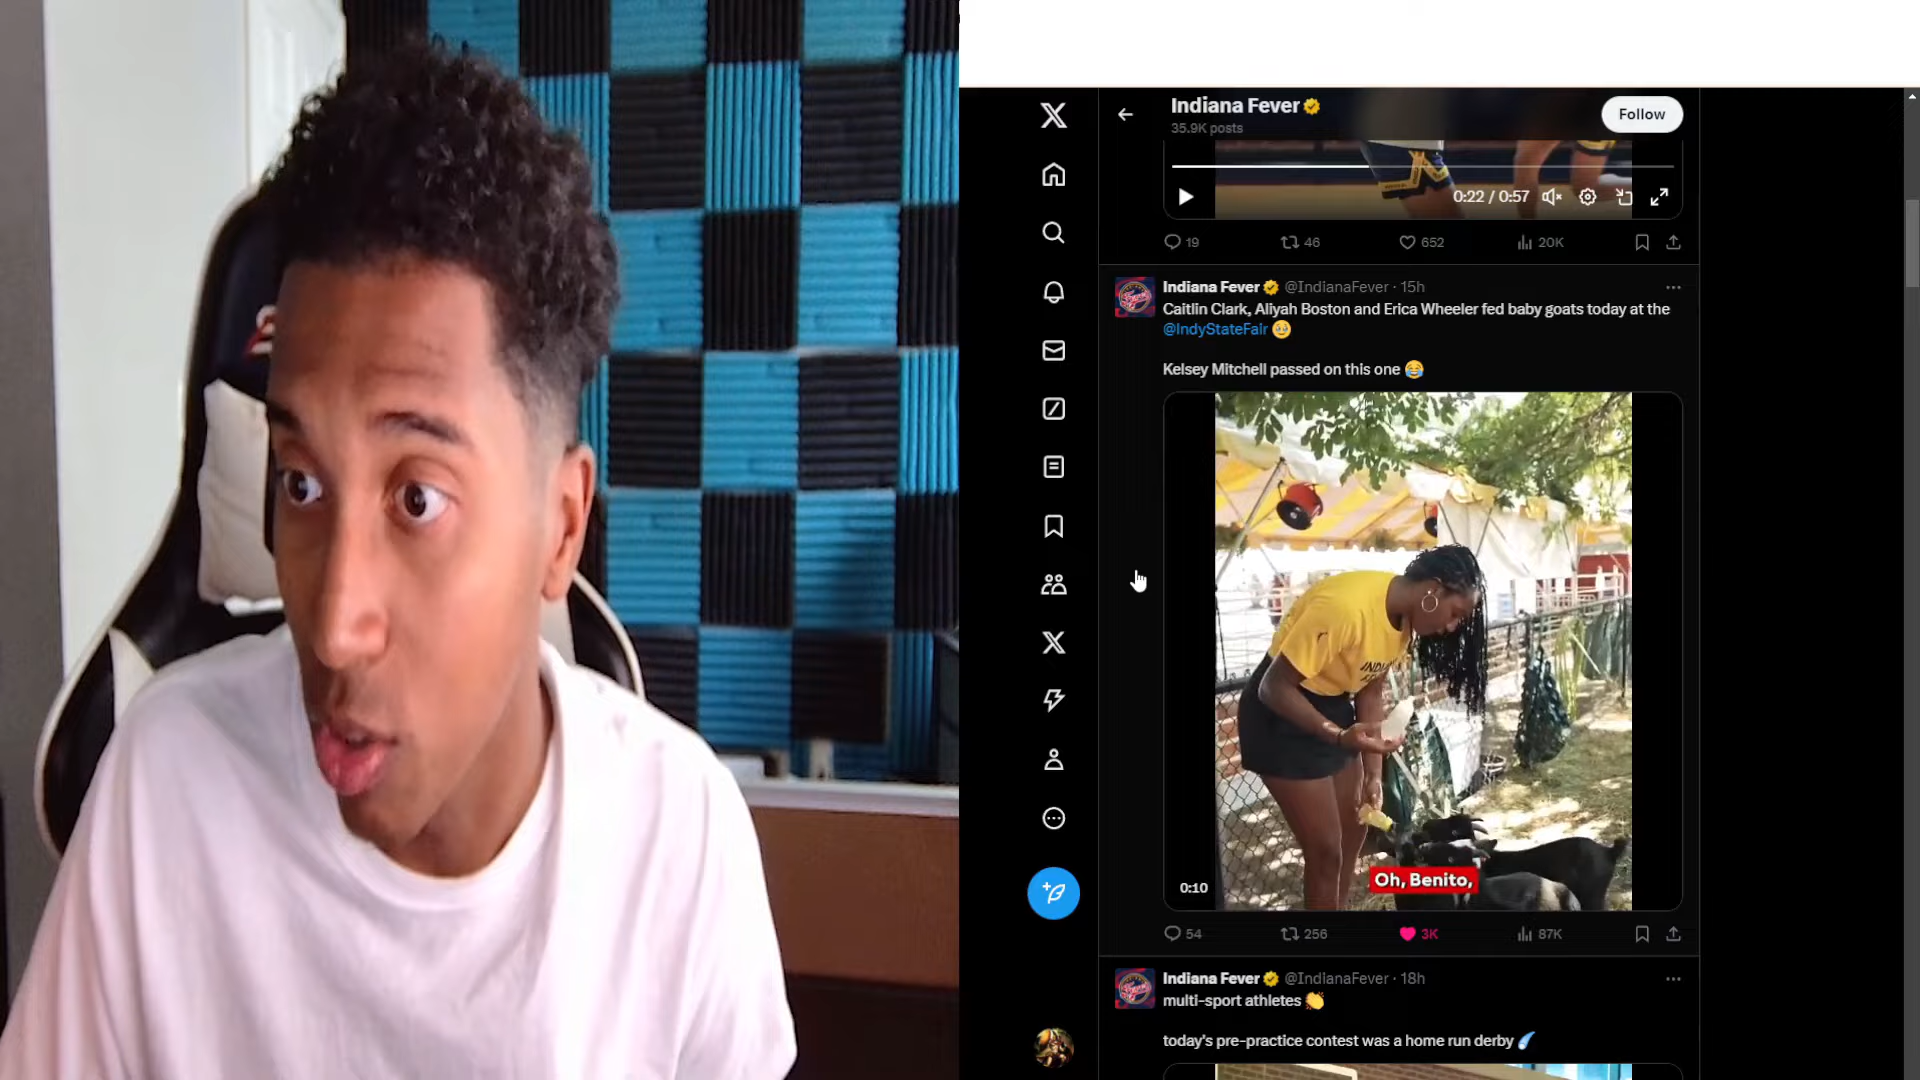 Indiana Fever
35.9K posts
Follow
0:22 / 0:57
19
46
652
20K
Indiana Fever @IndianaFever · 15h
Caitlin Clark, Aliyah Boston and Erica Wheeler fed baby goats today at the
@IndyStateFair 🥹
Kelsey Mitchell passed on this one 😂
Oh, Benito,
0:10
54
256
3K
87K
Indiana Fever @IndianaFever · 18h
multi-sport athletes 👏
today's pre-practice contest was a home run derby ☄️